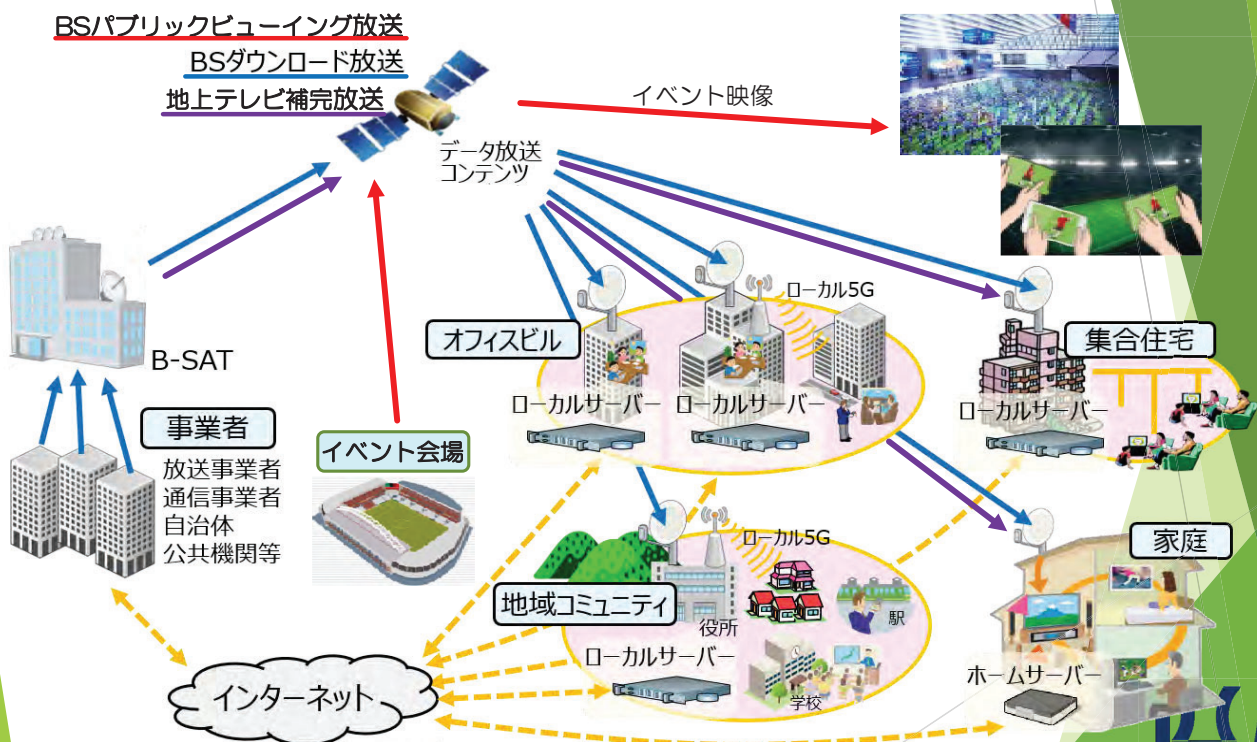 BSパブリックビューイング放送
BSダウンロード放送
地上テレビ補完放送
イベント映像
データ放送
コンテンツ
B-SAT
事業者
放送事業者
通信事業者
自治体
公共機関等
イベント会場
オフィスビル
ローカル5G
ローカルサーバー
ローカルサーバー
集合住宅
ローカルサーバー
地域コミュニティ
ローカル5G
役所
駅
ローカルサーバー
学校
家庭
ホームサーバー
インターネット